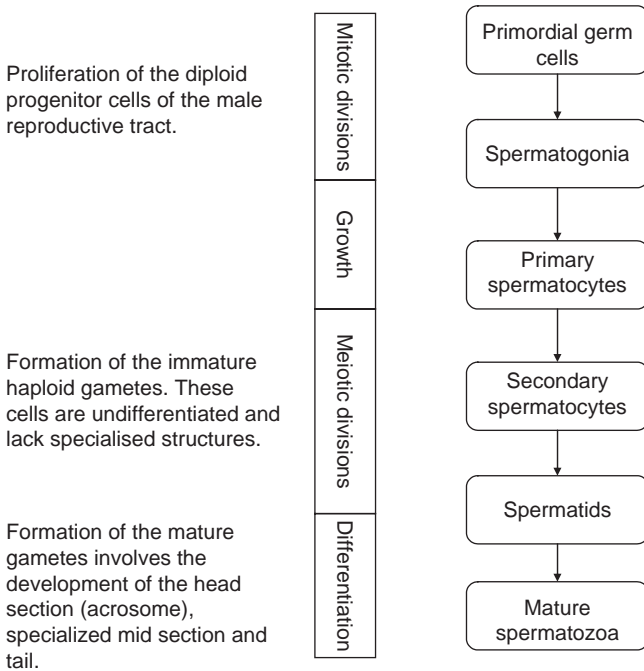 Proliferation of the diploid
progenitor cells of the male
reproductive tract.
Formation of the immature
haploid gametes. These
cells are undifferentiated and
lack specialised structures.
Formation of the mature
gametes involves the
development of the head
section (acrosome),
specialized mid section and
tail.
Mitotic divisions
Growth
Meiotic divisions
Differentiation
Primordial germ
cells
Spermatogonia
Primary
spermatocytes
Secondary
spermatocytes
Spermatids
Mature
spermatozoa